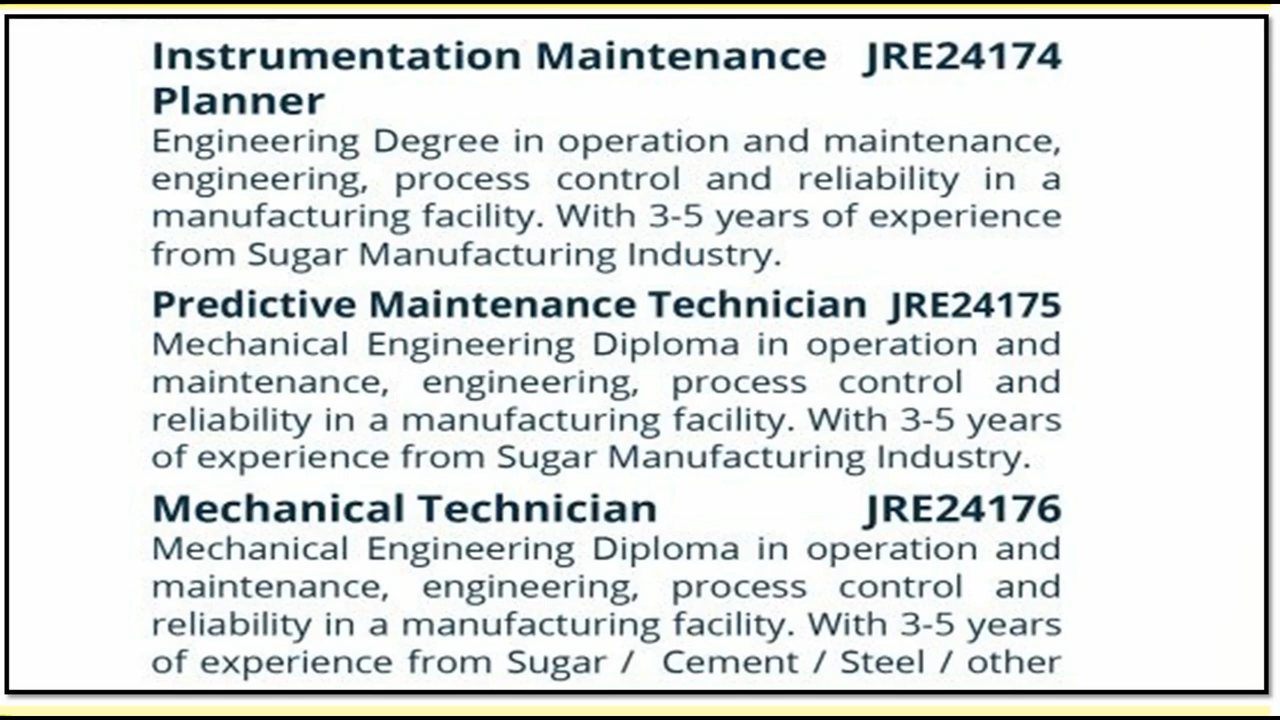 Instrumentation Maintenance JRE24174
Planner
Engineering Degree in operation and maintenance,
engineering, process control and reliability in a
manufacturing facility. With 3-5 years of experience
from Sugar Manufacturing Industry.
Predictive Maintenance Technician JRE24175
Mechanical Engineering Diploma in operation and
maintenance, engineering, process control and
reliability in a manufacturing facility. With 3-5 years
of experience from Sugar Manufacturing Industry.
Mechanical Technician JRE24176
Mechanical Engineering Diploma in operation and
maintenance, engineering, process control and
reliability in a manufacturing facility. With 3-5 years
of experience from Sugar / Cement / Steel / other